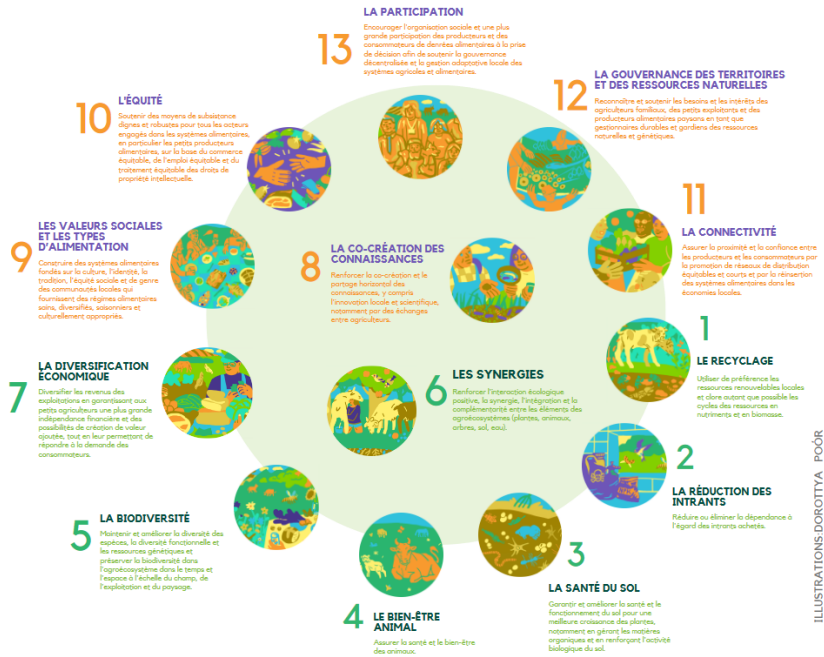 13
LA PARTICIPATION
Encourager l'organisation sociale et une plus
grande participation des producteurs et des
consommateurs de denrées alimentaires à la prise
de décision afin de soutenir la gouvernance
décentralisée et la gestion adaptative locale des
systèmes agricoles et alimentaires.
12
LA GOUVERNANCE DES TERRITOIRES
ET DES RESSOURCES NATURELLES
Reconnaître et soutenir les besoins et les intérêts des
agriculteurs familiaux, des petits exploitants et des
producteurs alimentaires paysans en tant que
gestionnaires durables et gardiens des ressources
naturelles et génétiques.
10
L'ÉQUITÉ
Soutenir des moyens de subsistance
dignes et robustes pour tous les acteurs
engagés dans les systèmes alimentaires,
en particulier les petits producteurs
alimentaires, sur la base du commerce
équitable, de l'emploi équitable et du
traitement équitable des droits de
propriété intellectuelle.
11
LA CONNECTIVITÉ
Assurer la proximité et la confiance entre
les producteurs et les consommateurs par
la promotion de réseaux de distribution
équitables et courts et par la réinsertion
des systèmes alimentaires dans les
économies locales.
9
LES VALEURS SOCIALES
ET LES TYPES
D'ALIMENTATION
Construire des systèmes alimentaires
fondés sur la culture, l'identité, la
tradition, l'équité sociale et de genre
des communautés locales qui
fournissent des régimes alimentaires
sains, diversifiés, saisonniers et
culturellement appropriés.
8
LA CO-CRÉATION DES
CONNAISSANCES
Renforcer la co-création et le
partage horizontal des
connaissances, y compris
l'innovation locale et scientifique,
notamment par des échanges
entre agriculteurs.
1
LE RECYCLAGE
Utiliser de préférence les
ressources renouvelables locales
et clore autant que possible les
cycles des ressources en
nutriments et en biomasse.
7
LA DIVERSIFICATION
ÉCONOMIQUE
Diversifier les revenus des
exploitations en garantissant aux
petits agriculteurs une plus grande
indépendance financière et des
possibilités de création de valeur
ajoutée, tout en leur permettant de
répondre à la demande des
consommateurs.
6
LES SYNERGIES
Renforcer l'interaction écologique
positive, la synergie, l'intégration et la
complémentarité entre les éléments des
agroécosystèmes (plantes, animaux,
arbres, sol, eau).
2
LA RÉDUCTION DES
INTRANTS
Réduire ou éliminer la dépendance à
l'égard des intrants achetés.
5
LA BIODIVERSITÉ
Maintenir et améliorer la diversité des
espèces, la diversité fonctionnelle et
les ressources génétiques et
préserver la biodiversité dans
l'agroécosystème dans le temps et
l'espace à l'échelle du champ, de
l'exploitation et du paysage.
3
LA SANTÉ DU SOL
Garantir et améliorer la santé et le
fonctionnement du sol pour une
meilleure croissance des plantes,
notamment en gérant les matières
organiques et en renforçant l'activité
biologique du sol.
4
LE BIEN-ÊTRE
ANIMAL
Assurer la santé et le bien-être
des animaux.
ILLUSTRATIONS:DOROTTYA POÓR